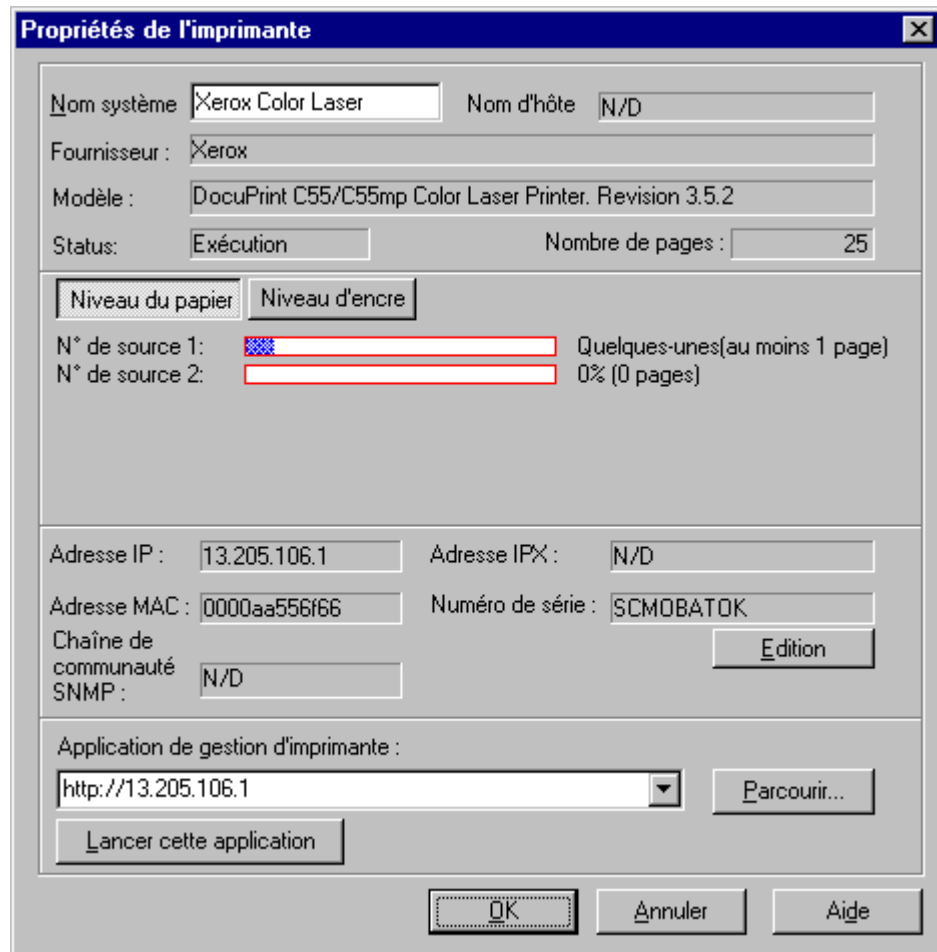 Propriétés de l'imprimante
Nom système Xerox Color Laser Nom d'hôte N/D
Fournisseur : Xerox
Modèle : DocuPrint C55/C55mp Color Laser Printer. Revision 3.5.2
Status: Exécution Nombre de pages : 25
Niveau du papier Niveau d'encre
N° de source 1: Quelques-unes(au moins 1 page)
N° de source 2: 0% (0 pages)
Adresse IP : 13.205.106.1 Adresse IPX : N/D
Adresse MAC : 0000aa556f66 Numéro de série : SCMOBATOK
Chaîne de
communauté
SNMP : N/D
Edition
Application de gestion d'imprimante :
http://13.205.106.1 Parcourir...
Lancer cette application
OK Annuler Aide